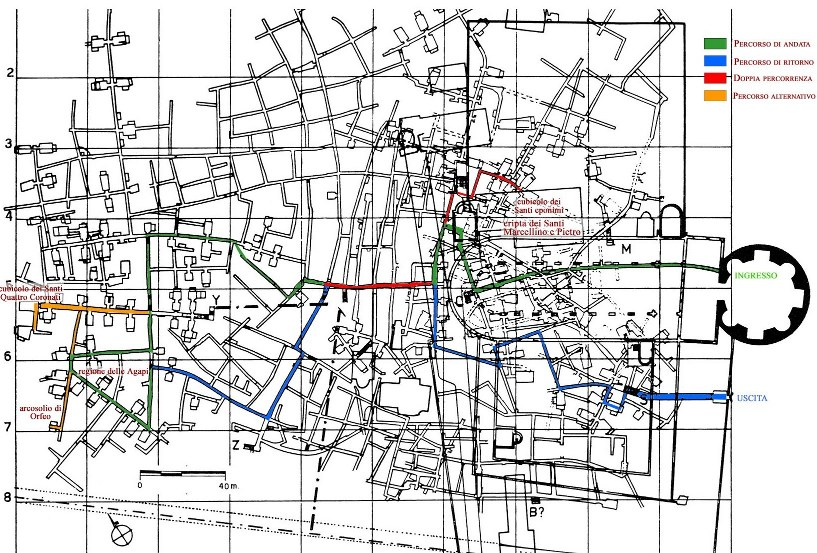 PERCORSO DI ANDATA
PERCORSO DI RITORNO
DOPPIA PERCORRENZA
PERCORSO ALTERNATIVO
2
3
4
5
6
7
8
cubicolo dei
Santi eponimi
cripta dei Santi
Marcellino e Pietro
M
INGRESSO
cubicolo dei Santi
Quattro Coronati
Y
regione delle Agapi
arcosolio di
Orfeo
USCITA
Z
0 40 m.
B?